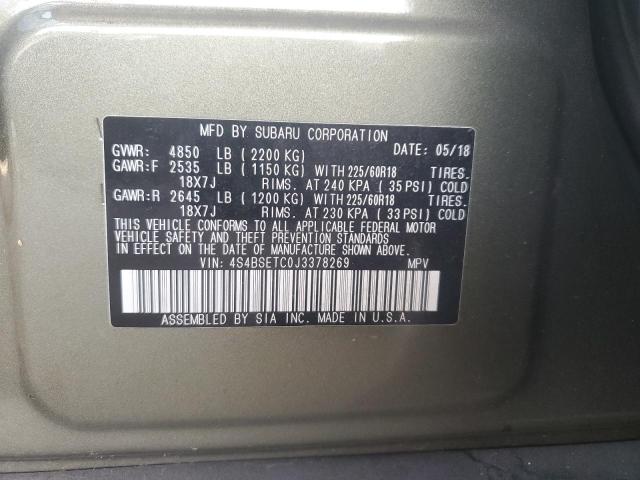 MFD BY SUBARU CORPORATION
GVWR: 4850 LB (2200 KG) DATE: 05/18
GAWR:F 2535 LB (1150 KG) WITH 225/60R18 TIRES.
18X7J RIMS. AT 240 KPA (35 PSI) COLD
GAWR:R 2645 LB (1200 KG) WITH 225/60R18 TIRES.
18X7J RIMS. AT 230 KPA (33 PSI) COLD
THIS VEHICLE CONFORMS TO ALL APPLICABLE FEDERAL MOTOR
VEHICLE SAFETY AND THEFT PREVENTION STANDARDS
IN EFFECT ON THE DATE OF MANUFACTURE SHOWN ABOVE.
VIN: 4S4BSETC0J3378269 MPV
ASSEMBLED BY SIA INC. IN U.S.A.